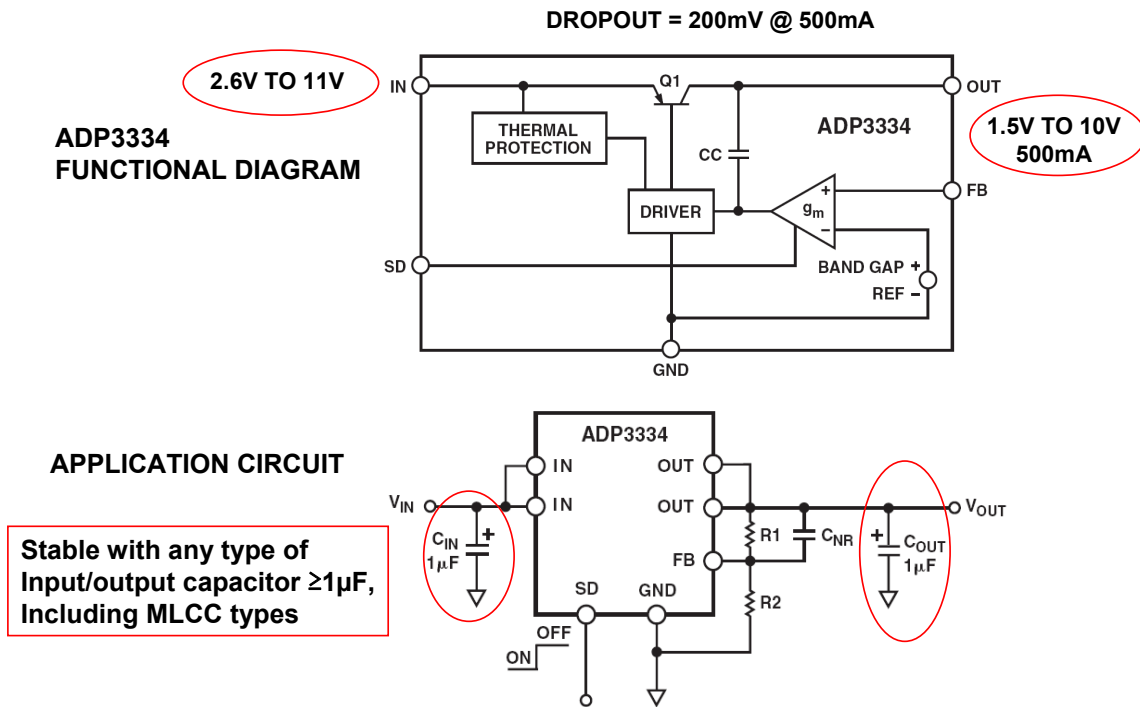 DROPOUT = 200mV @ 500mA
2.6V TO 11V
IN
Q1
OUT
ADP3334
FUNCTIONAL DIAGRAM
THERMAL
PROTECTION
CC
ADP3334
1.5V TO 10V
500mA
DRIVER
gm
+
−
FB
SD
BAND GAP +
REF −
GND
APPLICATION CIRCUIT
ADP3334
IN
OUT
VIN
IN
OUT
VOUT
CIN
1µF
+
R1
CNR
+
COUT
1µF
FB
Stable with any type of
Input/output capacitor ≥1µF,
Including MLCC types
SD
GND
R2
OFF
ON